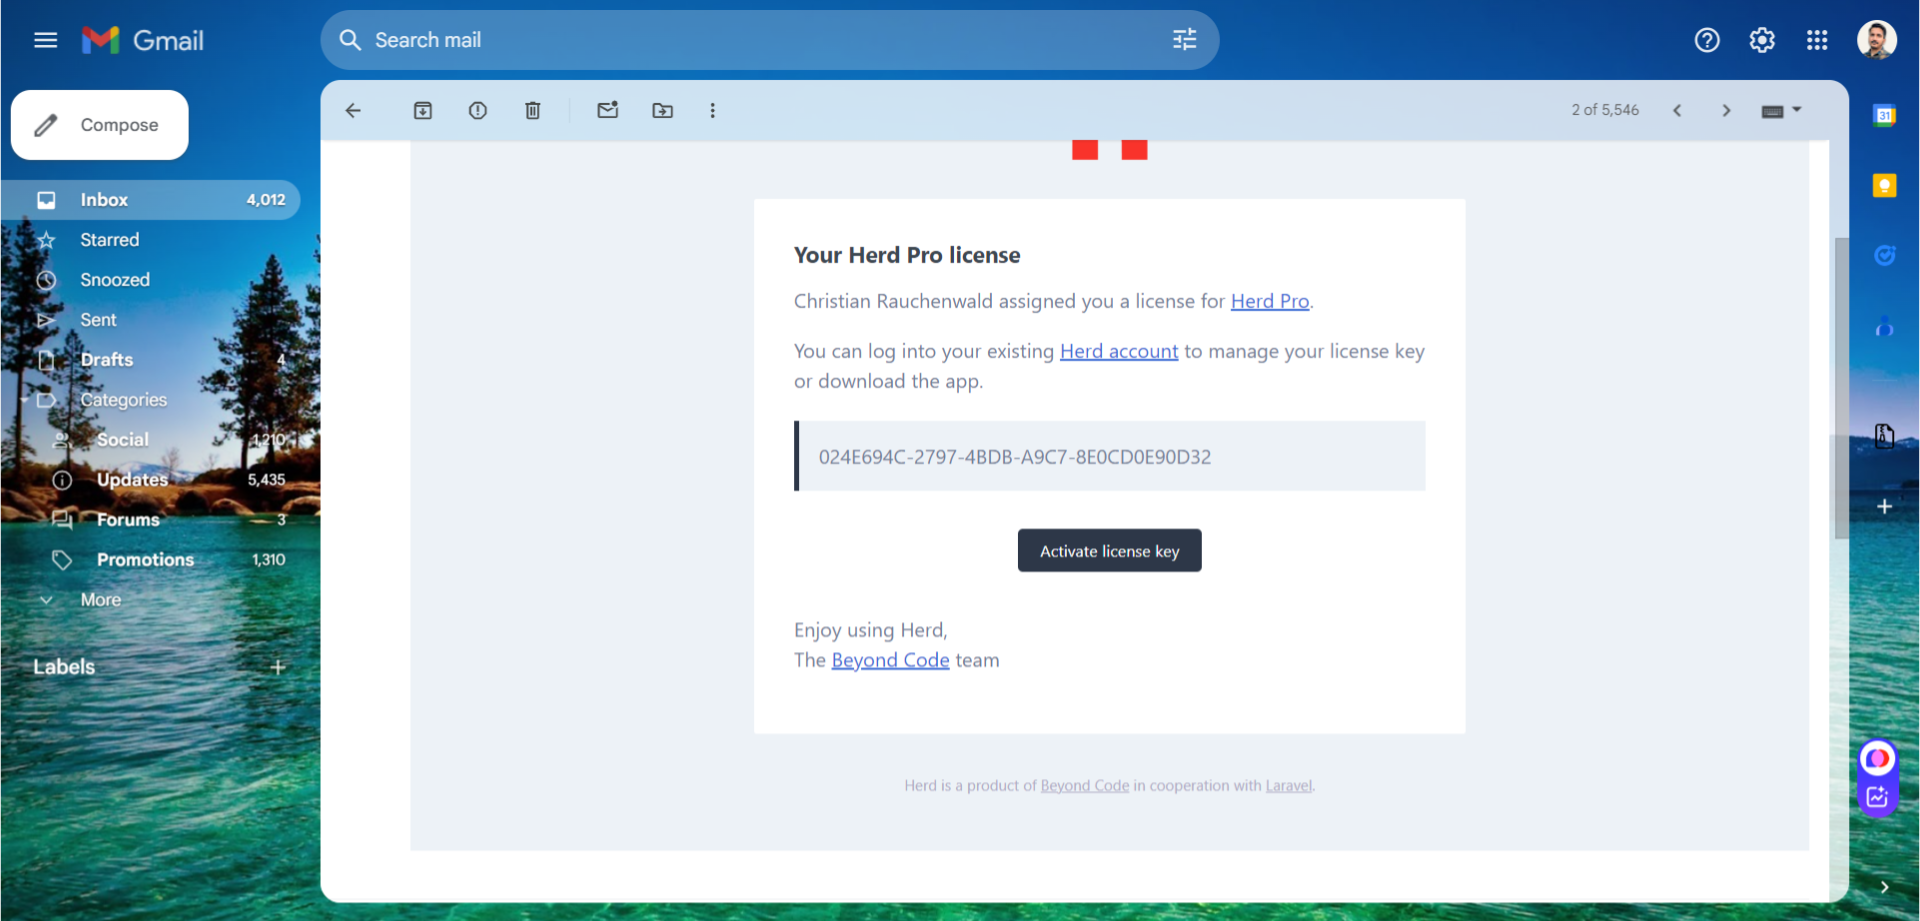 Gmail
Search mail
Compose
2 of 5,546
Inbox 4,012
Starred
Snoozed
Sent
Drafts 4
Categories
Social 1,210
Updates 5,435
Forums 3
Promotions 1,310
More
Labels
31
Your Herd Pro license
Christian Rauchenwald assigned you a license for Herd Pro.
You can log into your existing Herd account to manage your license key
or download the app.
024E694C-2797-4BDB-A9C7-8E0CD0E90D32
Activate license key
Enjoy using Herd,
The Beyond Code team
Herd is a product of Beyond Code in cooperation with Laravel.